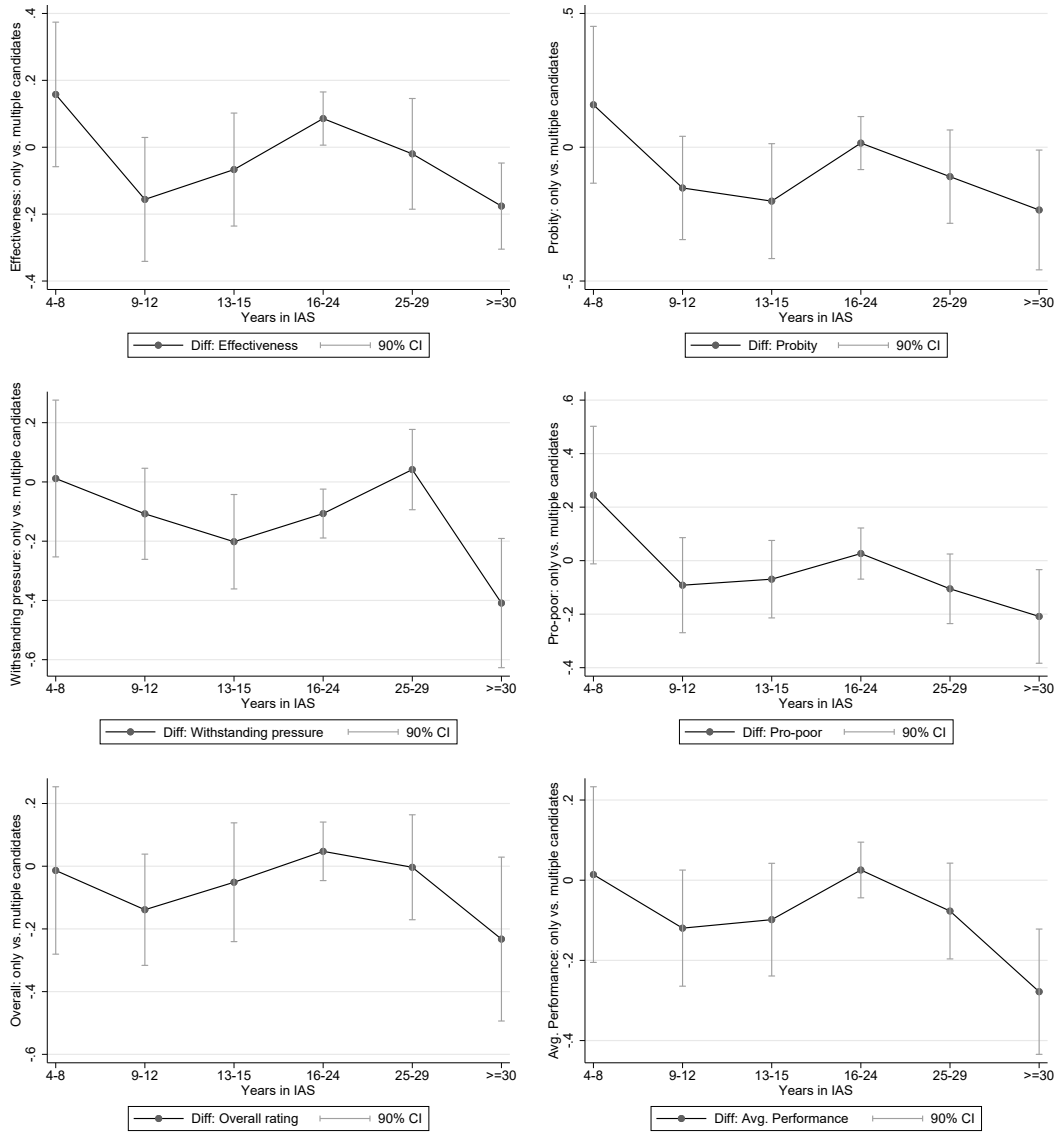 Effectiveness: only vs. multiple candidates
.4
.2
0
-.2
-.4
4-8 9-12 13-15 16-24 25-29 >=30
Years in IAS
Diff: Effectiveness 90% CI
Probity: only vs. multiple candidates
.5
0
-.5
4-8 9-12 13-15 16-24 25-29 >=30
Years in IAS
Diff: Probity 90% CI
Withstanding pressure: only vs. multiple candidates
.2
0
-.2
-.4
-.6
4-8 9-12 13-15 16-24 25-29 >=30
Years in IAS
Diff: Withstanding pressure 90% CI
Pro-poor: only vs. multiple candidates
.6
.4
.2
0
-.2
-.4
4-8 9-12 13-15 16-24 25-29 >=30
Years in IAS
Diff: Pro-poor 90% CI
Overall: only vs. multiple candidates
.2
0
-.2
-.4
-.6
4-8 9-12 13-15 16-24 25-29 >=30
Years in IAS
Diff: Overall rating 90% CI
Avg. Performance: only vs. multiple candidates
.2
0
-.2
-.4
4-8 9-12 13-15 16-24 25-29 >=30
Years in IAS
Diff: Avg. Performance 90% CI